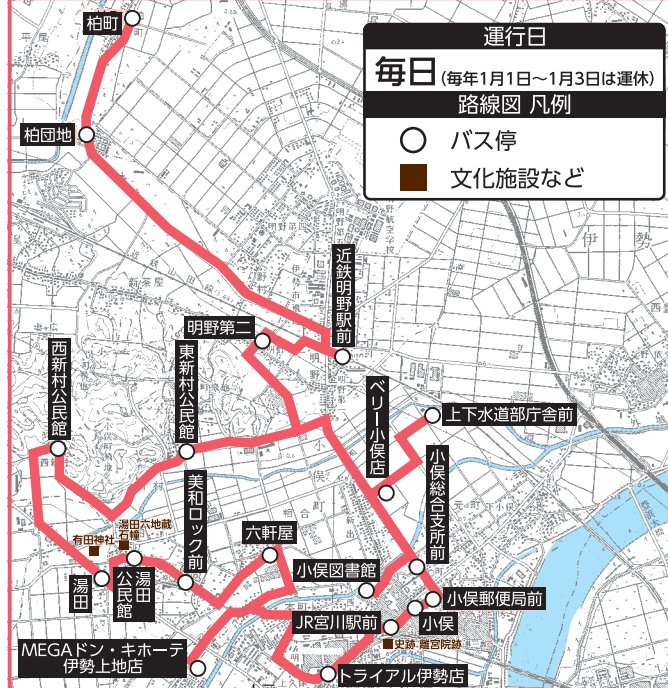 運行日
毎日(毎年1月1日～1月3日は運休)
路線図 凡例
バス停
文化施設など
柏町
柏団地
近鉄明野駅前
明野第二
西新村公民館
東新村公民館
ベリー小俣店
上下水道部庁舎前
小俣総合支所前
美和ロック前
六軒屋
湯田六地蔵
石幢
有田神社
湯田
湯田
公民館
小俣図書館
小俣郵便局前
小俣
JR宮川駅前
史跡 離宮院跡
MEGAドン・キホーテ
伊勢上地店
トライアル伊勢店
伊勢